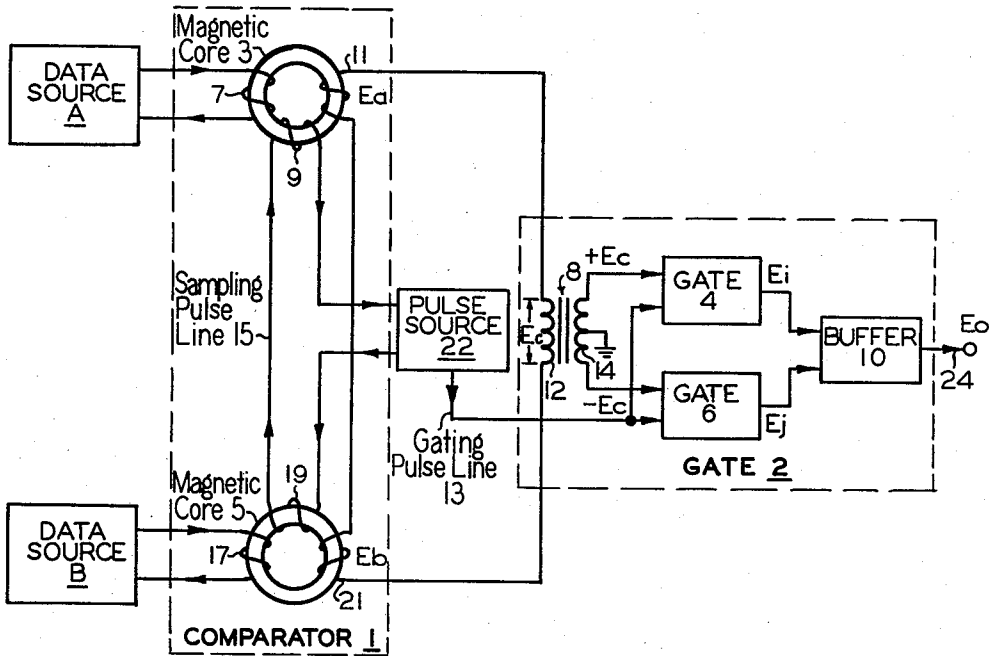 Magnetic
Core 3
11
DATA
SOURCE
A
7
Ea
9
Sampling
Pulse
Line 15
PULSE
SOURCE
22
8
+Ec
GATE
4
Ei
Ec
BUFFER
10
Eo
24
12
14
-Ec
GATE
6
Ej
Gating
Pulse Line
13
GATE 2
Magnetic
Core 5
19
DATA
SOURCE
B
17
Eb
21
COMPARATOR 1